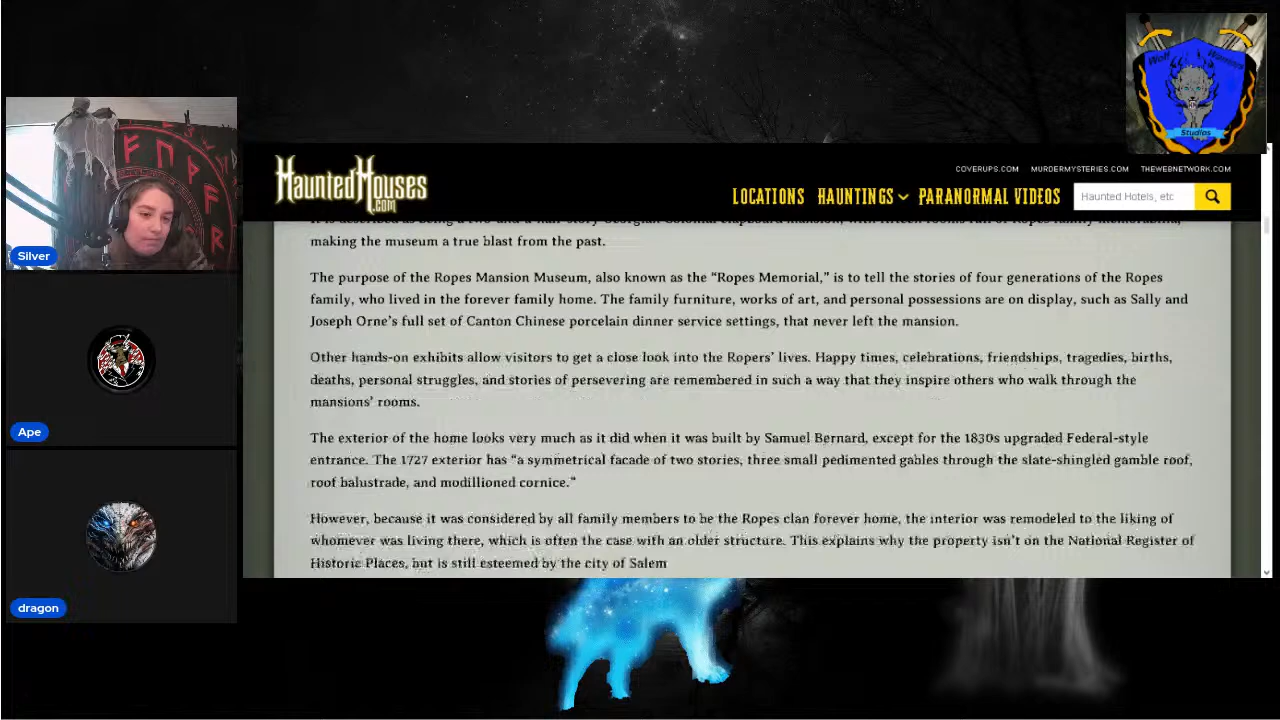 Wolf Warriors
Studios
HauntedHouses
.com
COVERUPS.COM MURDERMYSTERIES.COM THEWEBNETWORK.COM
LOCATIONS HAUNTINGS PARANORMAL VIDEOS
Haunted Hotels, etc
making the museum a true blast from the past.
The purpose of the Ropes Mansion Museum, also known as the “Ropes Memorial,” is to tell the stories of four generations of the Ropes
family, who lived in the forever family home. The family furniture, works of art, and personal possessions are on display, such as Sally and
Joseph Orne’s full set of Canton Chinese porcelain dinner service settings, that never left the mansion.
Other hands-on exhibits allow visitors to get a close look into the Ropers’ lives. Happy times, celebrations, friendships, tragedies, births,
deaths, personal struggles, and stories of persevering are remembered in such a way that they inspire others who walk through the
mansions’ rooms.
The exterior of the home looks very much as it did when it was built by Samuel Bernard, except for the 1830s upgraded Federal-style
entrance. The 1727 exterior has “a symmetrical facade of two stories, three small pedimented gables through the slate-shingled gamble roof,
roof balustrade, and modillioned cornice.”
However, because it was considered by all family members to be the Ropes clan forever home, the interior was remodeled to the liking of
whomever was living there, which is often the case with an older structure. This explains why the property isn’t on the National Register of
Historic Places, but is still esteemed by the city of Salem
Silver
Ape
dragon